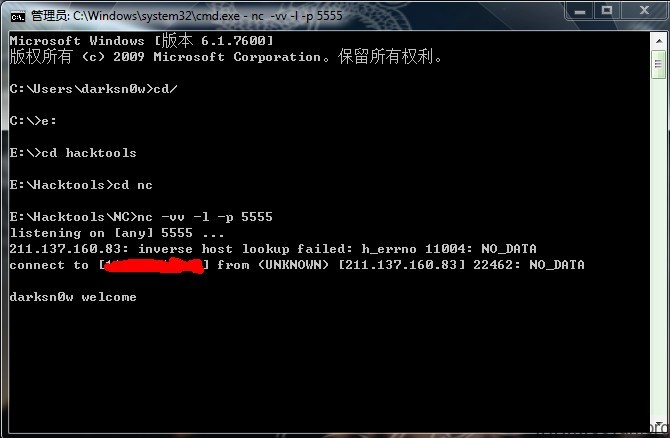 管理员: C:\Windows\system32\cmd.exe - nc -vv -l -p 5555
Microsoft Windows [版本 6.1.7600]
版权所有 (c) 2009 Microsoft Corporation。保留所有权利。
C:\Users\darksn0w>cd/
C:\>e:
E:\>cd hacktools
E:\Hacktools>cd nc
E:\Hacktools\NC>nc -vv -l -p 5555
listening on [any] 5555 ...
211.137.160.83: inverse host lookup failed: h_errno 11004: NO_DATA
connect to [ ] from (UNKNOWN) [211.137.160.83] 22462: NO_DATA
darksn0w welcome